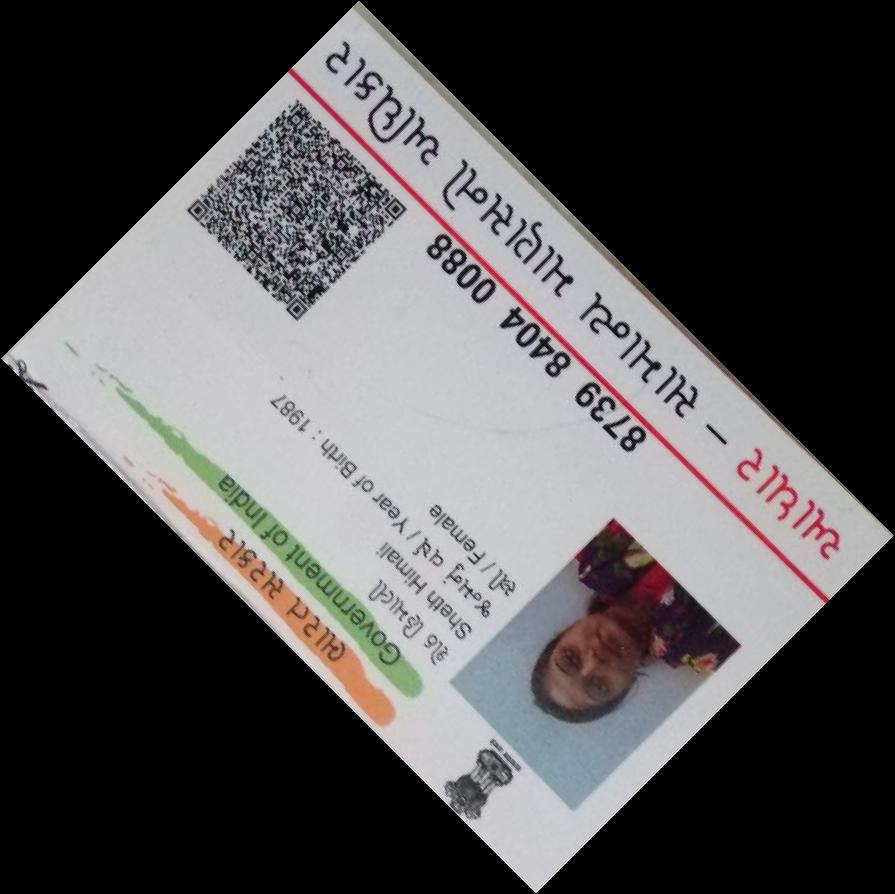 ભારત સરકાર
Government of India
શેઠ હિમાલી
Sheth Himali
જન્મનું વર્ષ / Year of Birth : 1987
સ્ત્રી / Female
8739 8404 0088
આધાર – સામાન્ય માણસનો અધિકાર